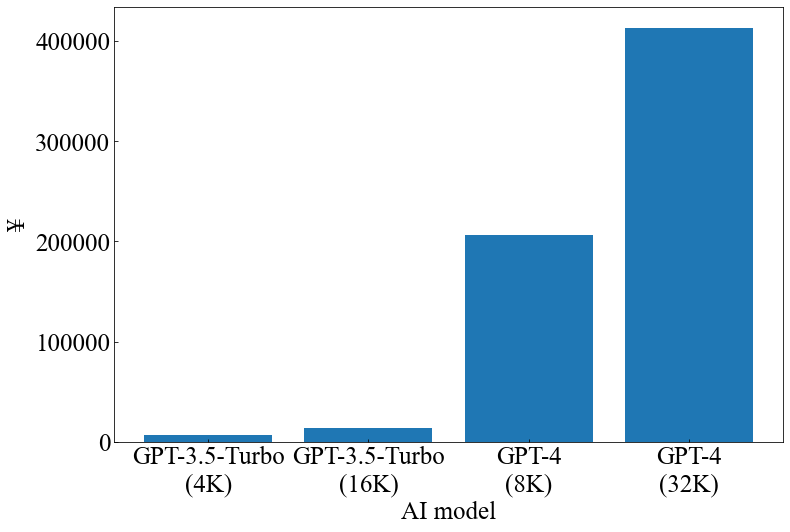 400000
300000
200000
100000
0
¥
GPT-3.5-Turbo
(4K)
GPT-3.5-Turbo
(16K)
GPT-4
(8K)
GPT-4
(32K)
AI model